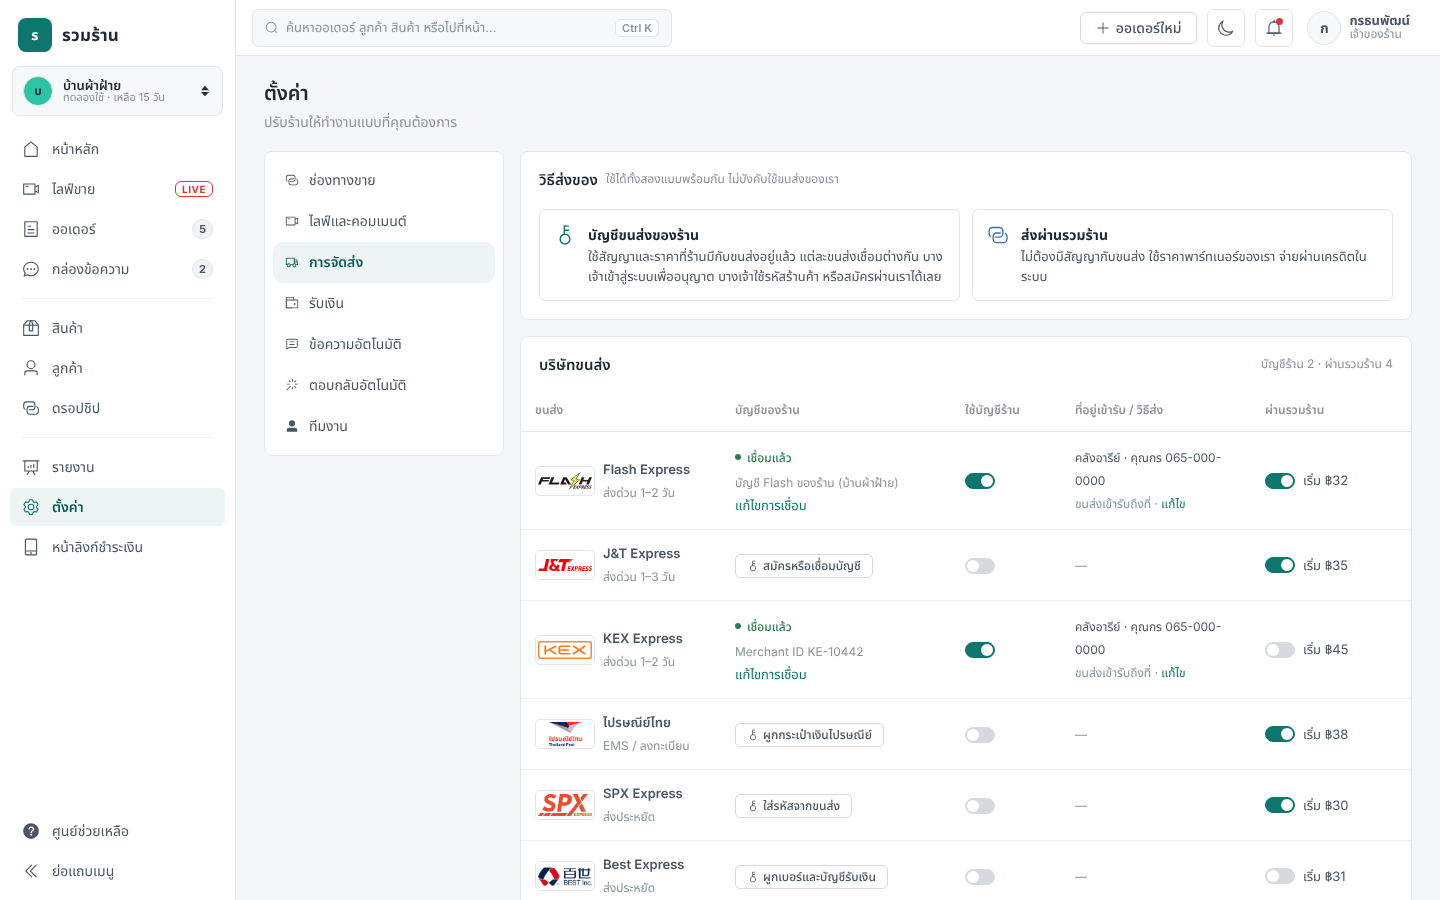 s รวมร้าน
ค้นหาออเดอร์ ลูกค้า สินค้า หรือไปที่หน้า... Ctrl K
ออเดอร์ใหม่
ก กรธนพัฒน์
เจ้าของร้าน
บ บ้านผ้าฝ้าย
ทดลองใช้ · เหลือ 15 วัน
หน้าหลัก
ไลฟ์ขาย LIVE
ออเดอร์ 5
กล่องข้อความ 2
สินค้า
ลูกค้า
ดรอปชิป
รายงาน
ตั้งค่า
หน้าลิงก์ชำระเงิน
ศูนย์ช่วยเหลือ
ย่อแถบเมนู
ตั้งค่า
ปรับร้านให้ทำงานแบบที่คุณต้องการ
ช่องทางขาย
ไลฟ์และคอมเมนต์
การจัดส่ง
รับเงิน
ข้อความอัตโนมัติ
ตอบกลับอัตโนมัติ
ทีมงาน
วิธีส่งของ ใช้ได้ทั้งสองแบบพร้อมกัน ไม่บังคับใช้ขนส่งของเรา
บัญชีขนส่งของร้าน
ใช้สัญญาและราคาที่ร้านมีกับขนส่งอยู่แล้ว แต่ละขนส่งเชื่อมต่างกัน บาง
เจ้าเข้าสู่ระบบเพื่ออนุญาต บางเจ้าใช้รหัสร้านค้า หรือสมัครผ่านเราได้เลย
ส่งผ่านรวมร้าน
ไม่ต้องมีสัญญากับขนส่ง ใช้ราคาพาร์ทเนอร์ของเรา จ่ายผ่านเครดิตใน
ระบบ
บริษัทขนส่ง บัญชีร้าน 2 · ผ่านรวมร้าน 4
ขนส่ง บัญชีของร้าน ใช้บัญชีร้าน ที่อยู่เข้ารับ / วิธีส่ง ผ่านรวมร้าน
FLASH EXPRESS
Flash Express
ส่งด่วน 1–2 วัน
เชื่อมแล้ว
บัญชี Flash ของร้าน (บ้านผ้าฝ้าย)
แก้ไขการเชื่อม
คลังอารีย์ · คุณกร 065-000-
0000
ขนส่งเข้ารับถึงที่ · แก้ไข
เริ่ม ฿32
J&T EXPRESS
J&T Express
ส่งด่วน 1–3 วัน
สมัครหรือเชื่อมบัญชี
—
เริ่ม ฿35
KEX
KEX Express
ส่งด่วน 1–2 วัน
เชื่อมแล้ว
Merchant ID KE-10442
แก้ไขการเชื่อม
คลังอารีย์ · คุณกร 065-000-
0000
ขนส่งเข้ารับถึงที่ · แก้ไข
เริ่ม ฿45
ไปรษณีย์ไทย
Thailand Post
ไปรษณีย์ไทย
EMS / ลงทะเบียน
ผูกกระเป๋าเงินไปรษณีย์
—
เริ่ม ฿38
SPX EXPRESS
SPX Express
ส่งประหยัด
ใส่รหัสจากขนส่ง
—
เริ่ม ฿30
百世
BEST Inc.
Best Express
ส่งประหยัด
ผูกเบอร์และบัญชีรับเงิน
—
เริ่ม ฿31